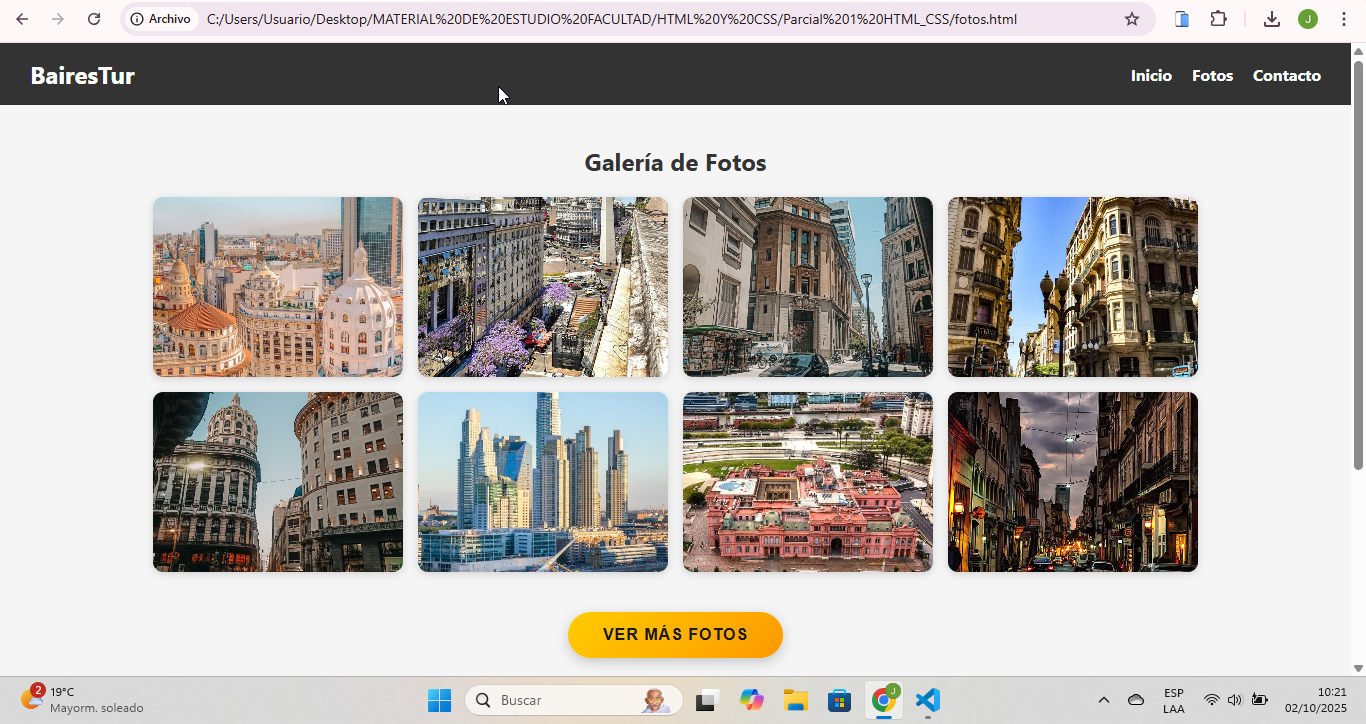 Archivo
C:/Users/Usuario/Desktop/MATERIAL%20DE%20ESTUDIO%20FACULTAD/HTML%20Y%20CSS/Parcial%201%20HTML_CSS/fotos.html
J
BairesTur
Inicio Fotos Contacto
Galería de Fotos
VER MÁS FOTOS
2
19°C
Mayorm. soleado
Buscar
J
ESP
LAA
10:21
02/10/2025